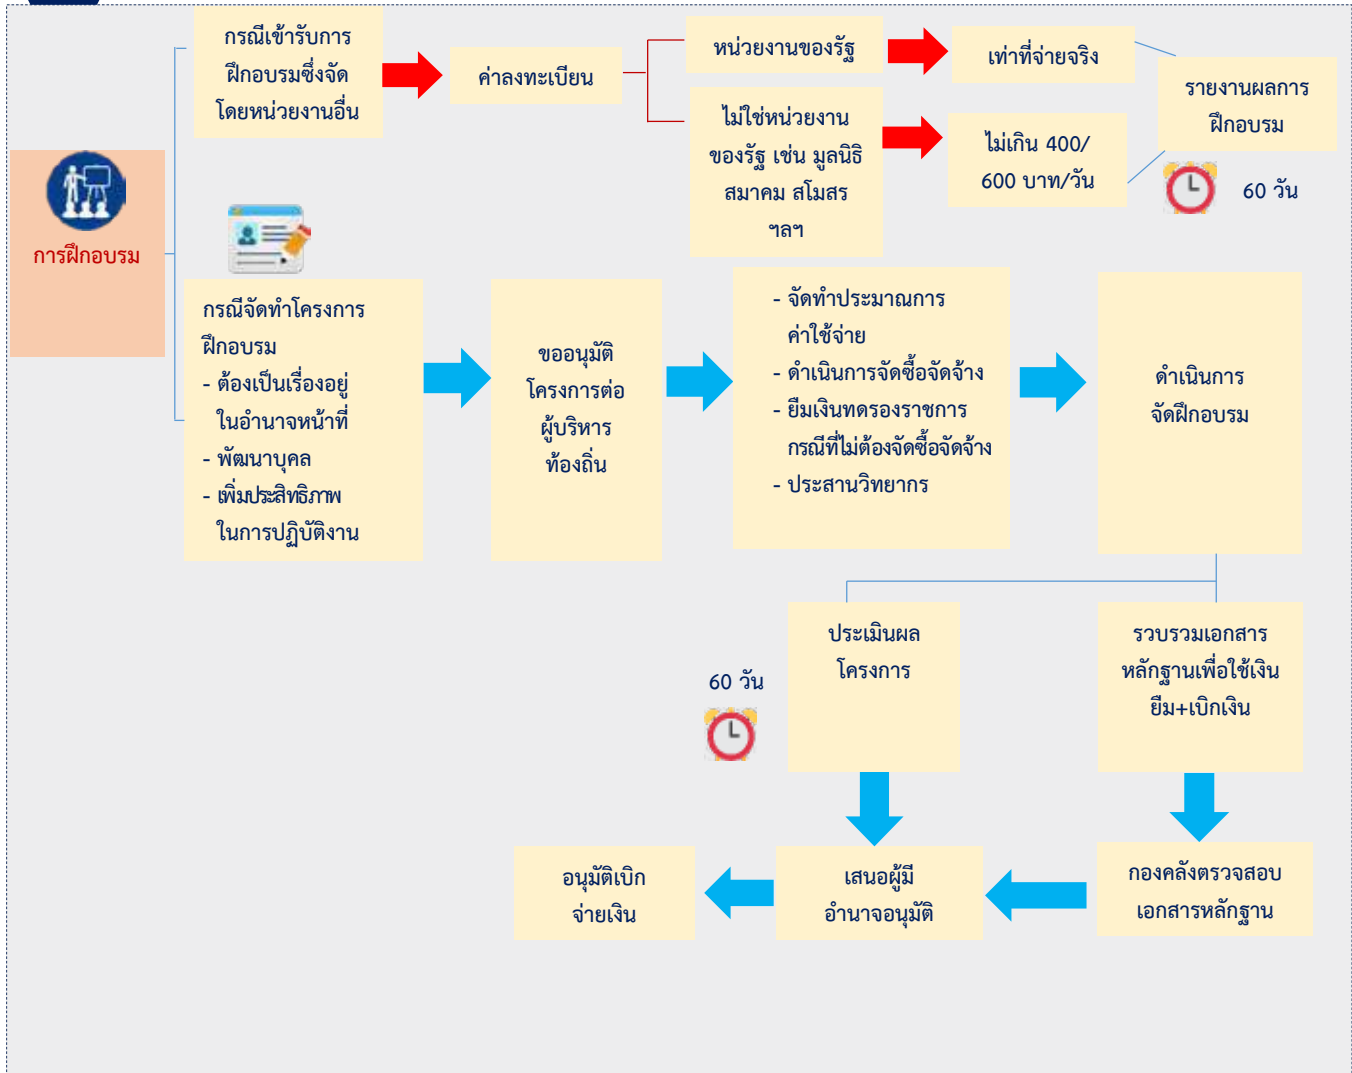 กรณีเข้ารับการ
ฝึกอบรมซึ่งจัด
โดยหน่วยงานอื่น
ค่าลงทะเบียน
หน่วยงานของรัฐ
เท่าที่จ่ายจริง
ไม่ใช่หน่วยงาน
ของรัฐ เช่น มูลนิธิ
สมาคม สโมสร
ฯลฯ
ไม่เกิน 400/
600 บาท/วัน
รายงานผลการ
ฝึกอบรม
60 วัน
การฝึกอบรม
กรณีจัดทำโครงการ
ฝึกอบรม
- ต้องเป็นเรื่องอยู่
ในอำนาจหน้าที่
- พัฒนาบุคล
- เพิ่มประสิทธิภาพ
ในการปฏิบัติงาน
ขออนุมัติ
โครงการต่อ
ผู้บริหาร
ท้องถิ่น
- จัดทำประมาณการ
ค่าใช้จ่าย
- ดำเนินการจัดซื้อจัดจ้าง
- ยืมเงินทดรองราชการ
กรณีที่ไม่ต้องจัดซื้อจัดจ้าง
- ประสานวิทยากร
ดำเนินการ
จัดฝึกอบรม
ประเมินผล
โครงการ
60 วัน
รวบรวมเอกสาร
หลักฐานเพื่อใช้เงิน
ยืม+เบิกเงิน
กองคลังตรวจสอบ
เอกสารหลักฐาน
เสนอผู้มี
อำนาจอนุมัติ
อนุมัติเบิก
จ่ายเงิน